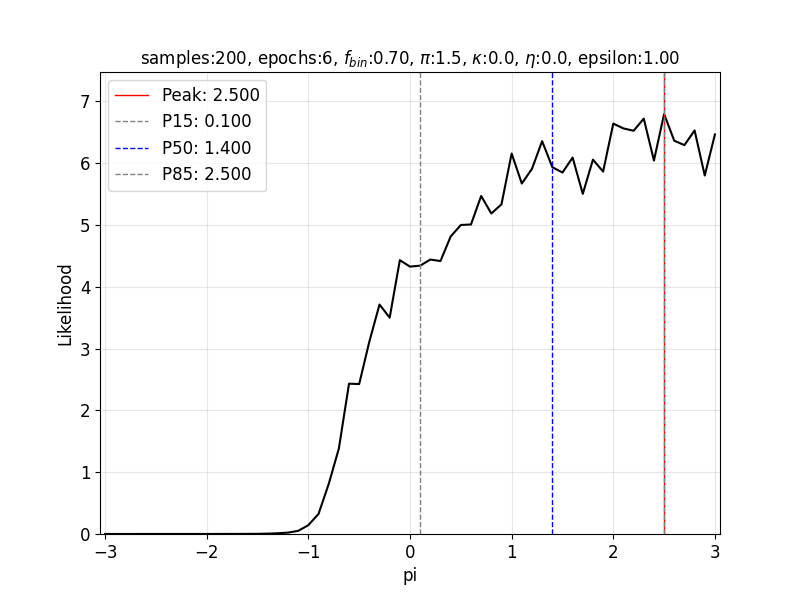 samples:200, epochs:6, $f_{bin}$:0.70, π:1.5, κ:0.0, η:0.0, epsilon:1.00
Peak: 2.500
P15: 0.100
P50: 1.400
P85: 2.500
7
6
5
4
3
2
1
0
Likelihood
−3
−2
−1
0
1
2
3
pi